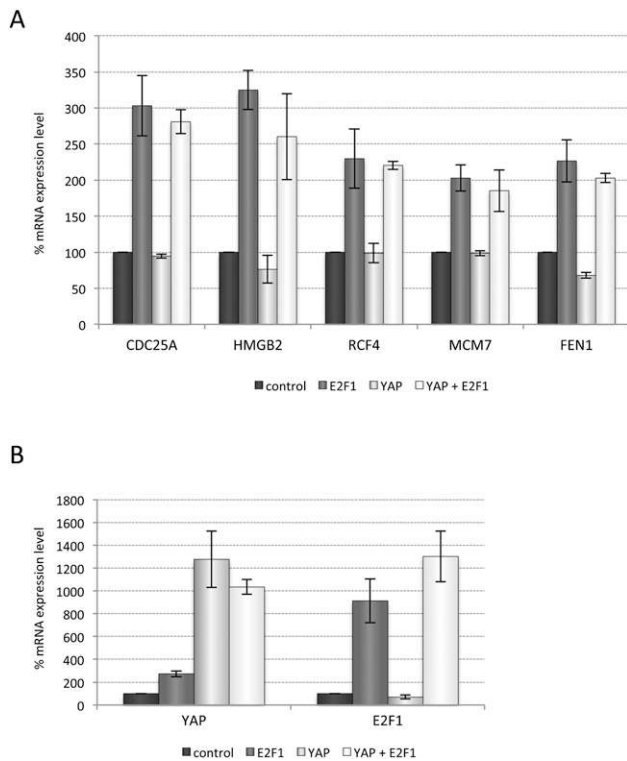 A
% mRNA expression level
400
350
300
250
200
150
100
50
0
CDC25A HMGB2 RCF4 MCM7 FEN1
control E2F1 YAP YAP + E2F1
B
% mRNA expression level
1800
1600
1400
1200
1000
800
600
400
200
0
YAP E2F1
control E2F1 YAP YAP + E2F1